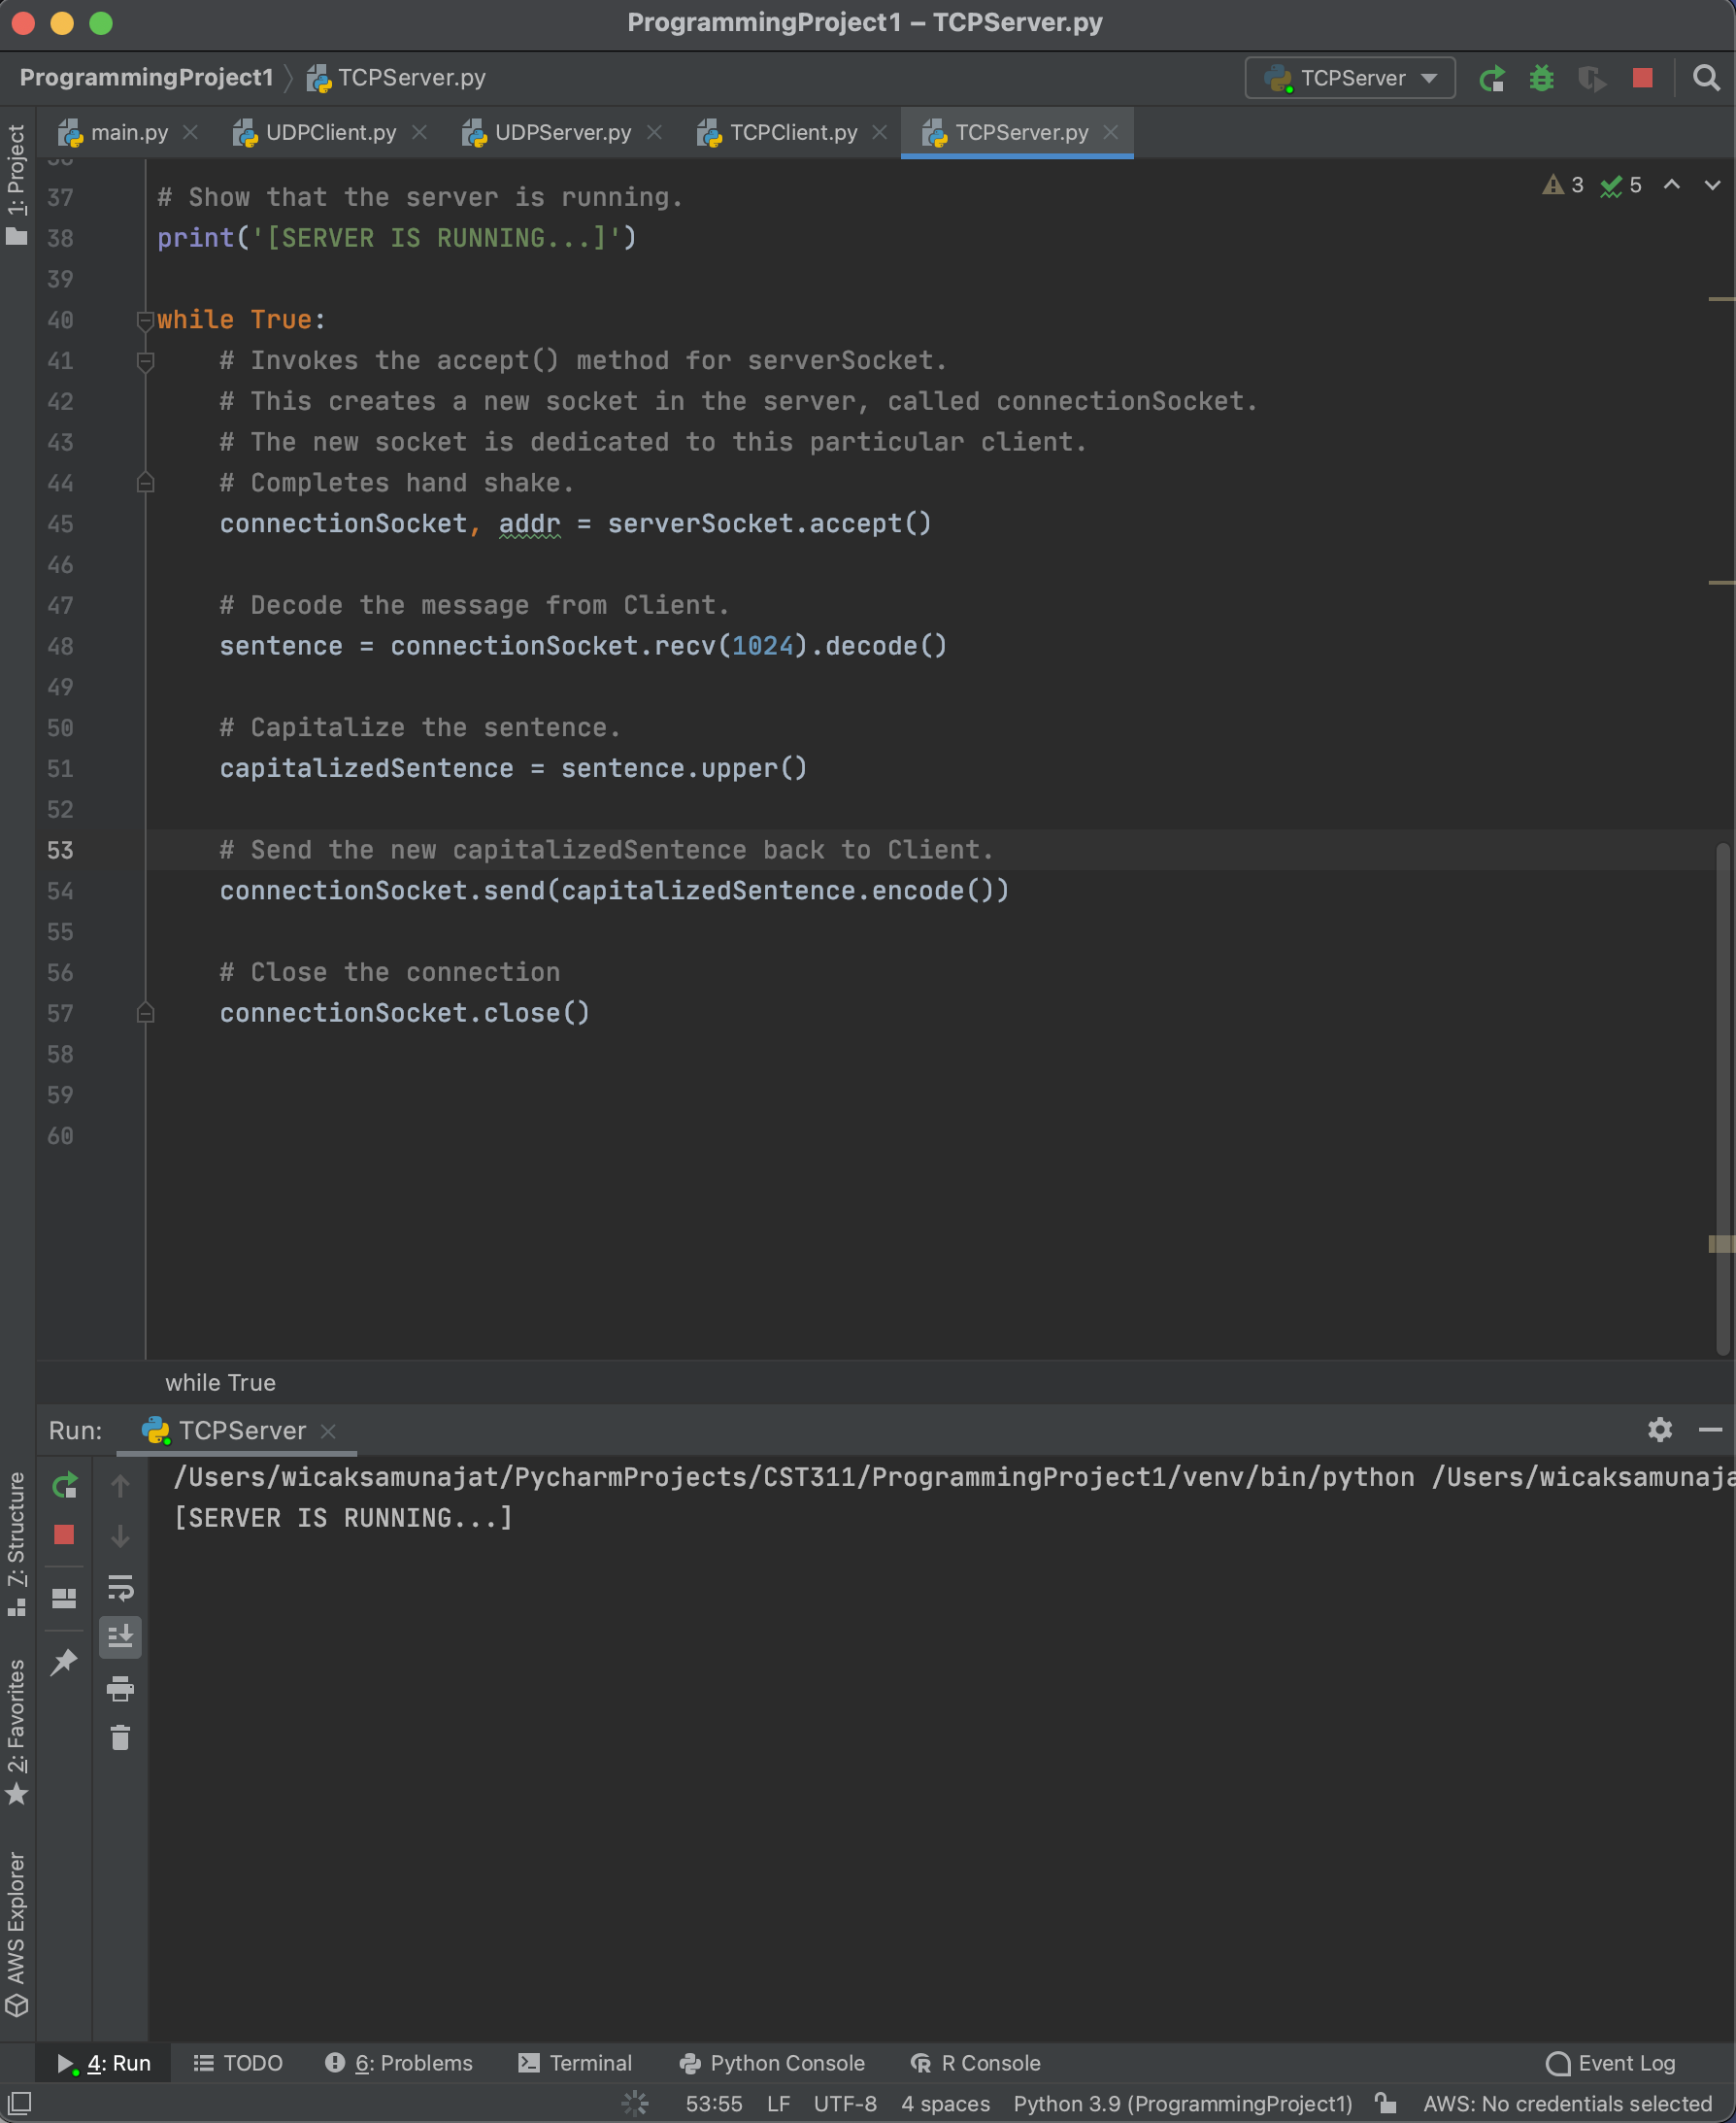 ProgrammingProject1 – TCPServer.py
ProgrammingProject1 TCPServer.py
TCPServer
main.py UDPClient.py UDPServer.py TCPClient.py TCPServer.py
1: Project
3 5
37 # Show that the server is running.
38 print('[SERVER IS RUNNING...]')
39
40 while True:
41 # Invokes the accept() method for serverSocket.
42 # This creates a new socket in the server, called connectionSocket.
43 # The new socket is dedicated to this particular client.
44 # Completes hand shake.
45 connectionSocket, addr = serverSocket.accept()
46
47 # Decode the message from Client.
48 sentence = connectionSocket.recv(1024).decode()
49
50 # Capitalize the sentence.
51 capitalizedSentence = sentence.upper()
52
53 # Send the new capitalizedSentence back to Client.
54 connectionSocket.send(capitalizedSentence.encode())
55
56 # Close the connection
57 connectionSocket.close()
58
59
60
while True
Run: TCPServer
/Users/wicaksamunajat/PycharmProjects/CST311/ProgrammingProject1/venv/bin/python /Users/wicaksamunaja
[SERVER IS RUNNING...]
7: Structure
2: Favorites
AWS Explorer
4: Run TODO 6: Problems Terminal Python Console R Console Event Log
53:55 LF UTF-8 4 spaces Python 3.9 (ProgrammingProject1) AWS: No credentials selected